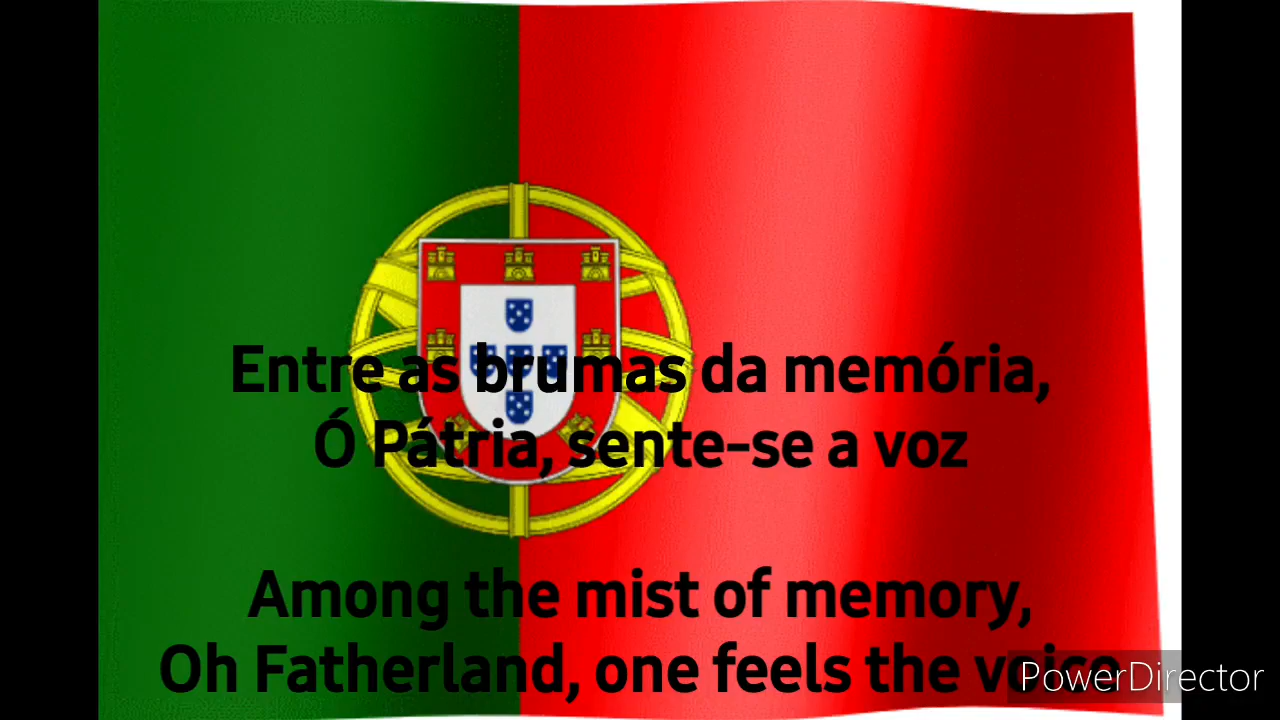 Entre as brumas da memória,
Ó Pátria, sente-se a voz
Among the mist of memory,
Oh Fatherland, one feels the voice
PowerDirector